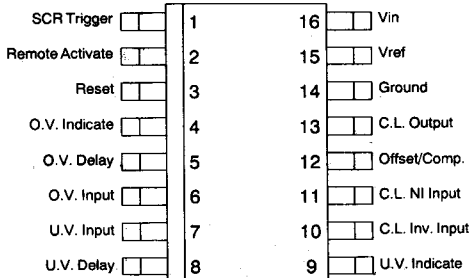 SCR Trigger 1 16 Vin
Remote Activate 2 15 Vref
Reset 3 14 Ground
O.V. Indicate 4 13 C.L. Output
O.V. Delay 5 12 Offset/Comp.
O.V. Input 6 11 C.L. NI Input
U.V. Input 7 10 C.L. Inv. Input
U.V. Delay 8 9 U.V. Indicate